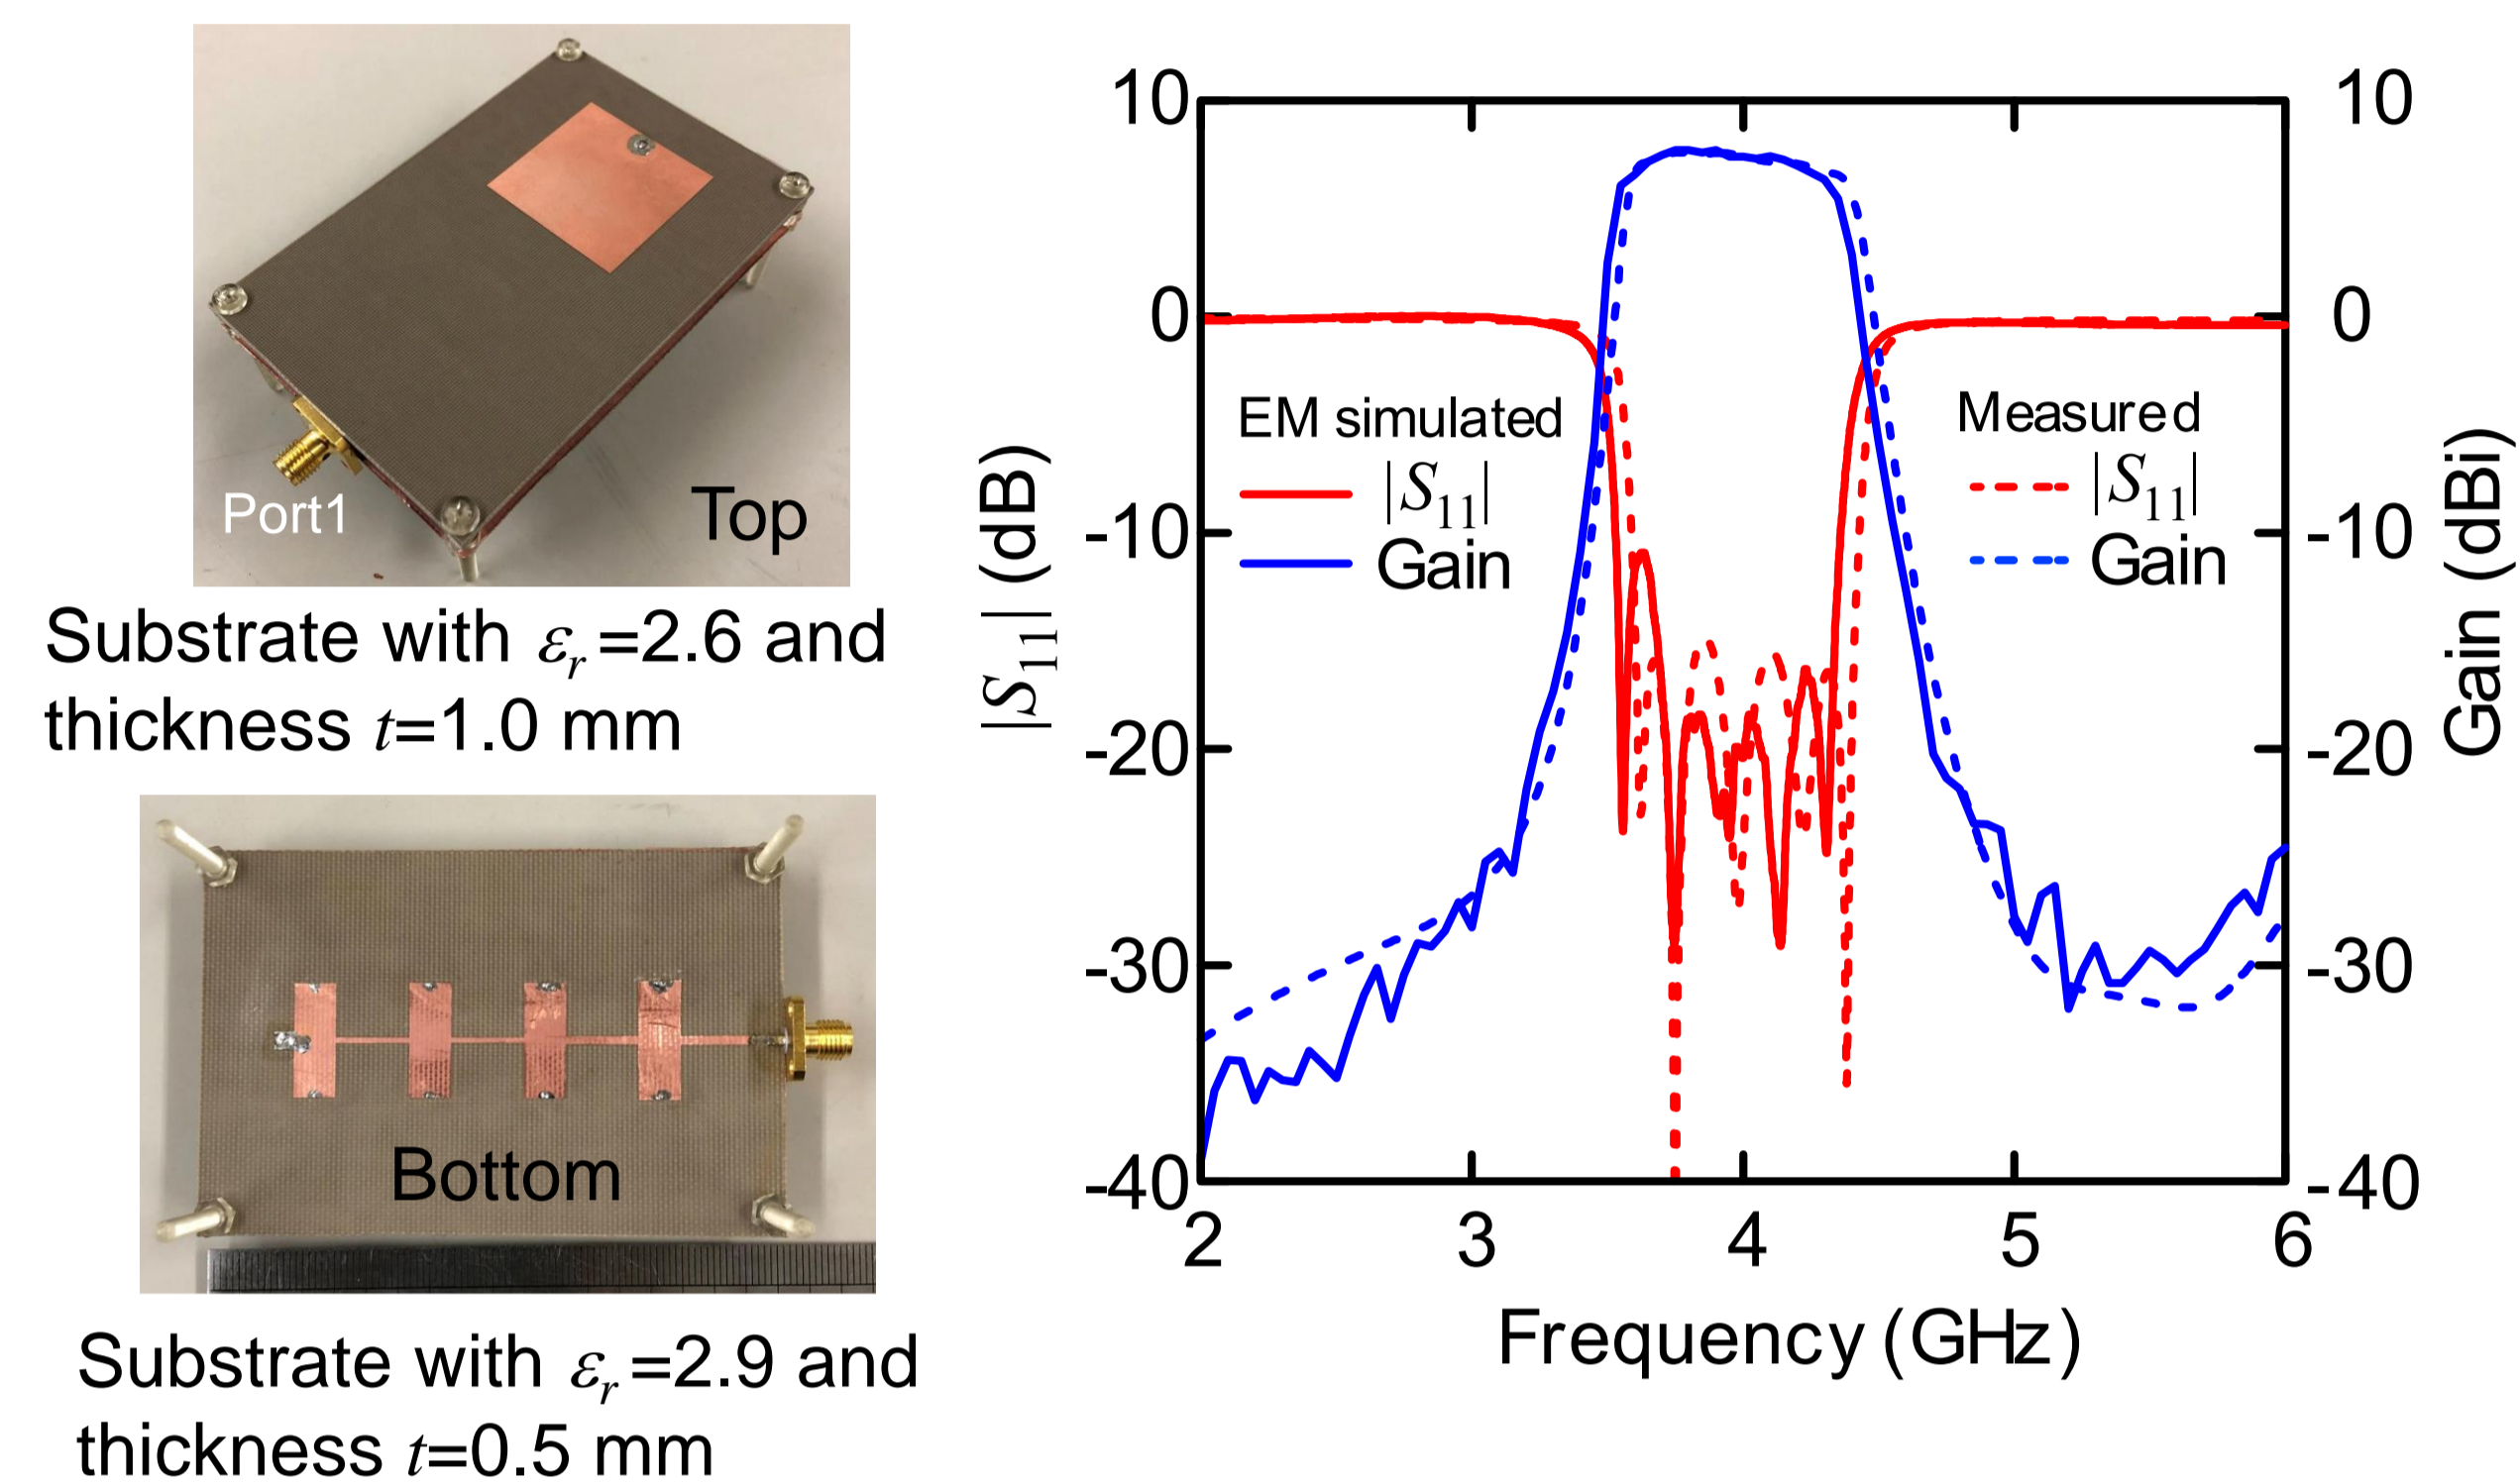 Port1
Top
Substrate with εr=2.6 and
thickness t=1.0 mm
Bottom
Substrate with εr=2.9 and
thickness t=0.5 mm
10
0
-10
-20
-30
-40
|S11| (dB)
EM simulated
|S11|
Gain
Measured
|S11|
Gain
10
0
-10
-20
-30
-40
Gain (dBi)
2 3 4 5 6
Frequency (GHz)